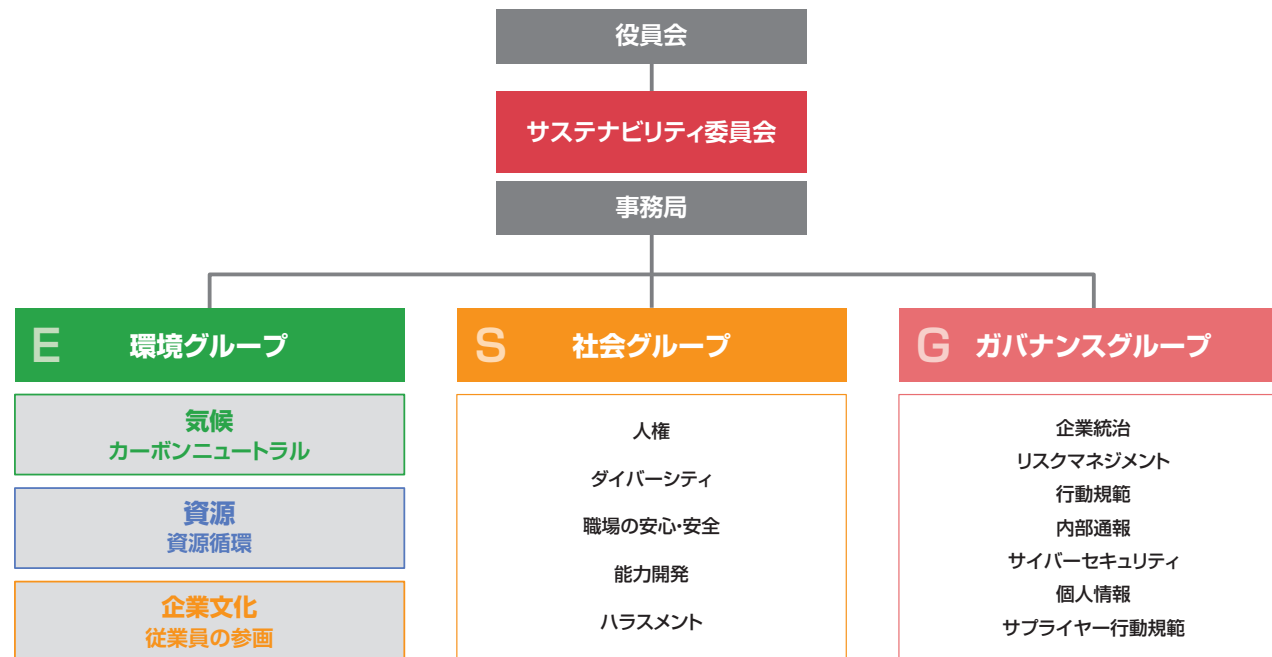 役員会
サステナビリティ委員会
事務局
E 環境グループ
気候
カーボンニュートラル
資源
資源循環
企業文化
従業員の参画
S 社会グループ
人権
ダイバーシティ
職場の安心・安全
能力開発
ハラスメント
G ガバナンスグループ
企業統治
リスクマネジメント
行動規範
内部通報
サイバーセキュリティ
個人情報
サプライヤー行動規範